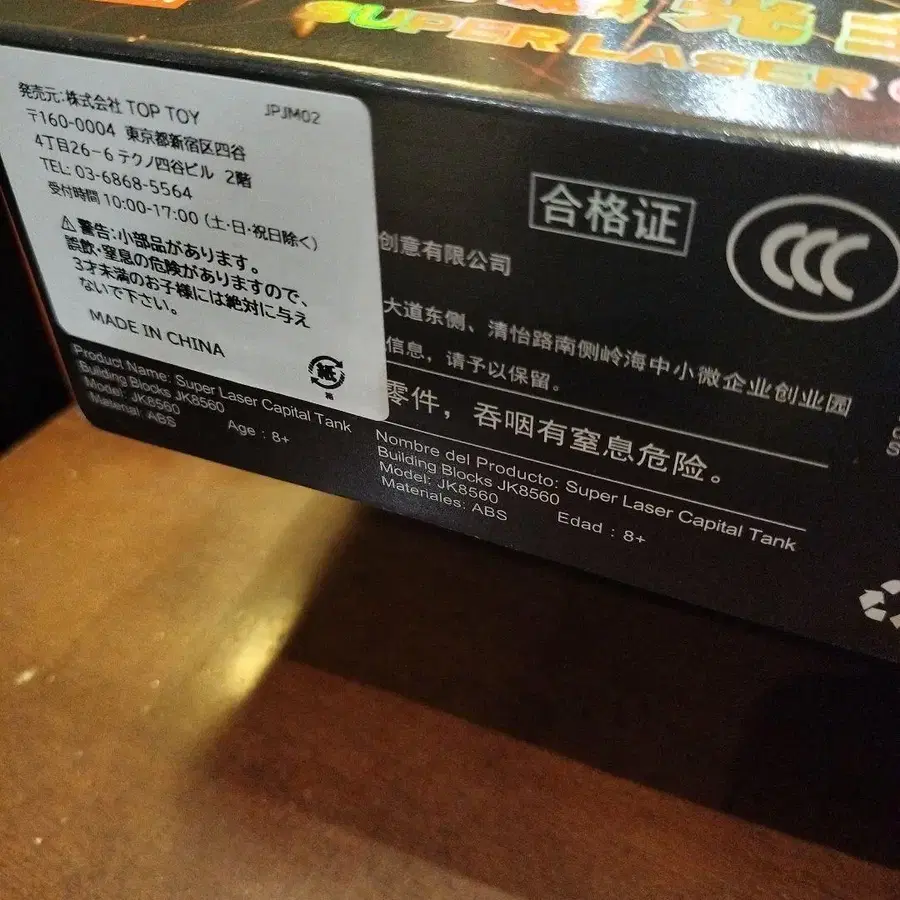 SUPER LASER
発売元:株式会社 TOP TOY JPJM02
〒160-0004 東京都新宿区四谷
4丁目26-6 テクノ四谷ビル 2階
TEL: 03-6868-5564
受付時間 10:00-17:00 (土・日・祝日除く)
⚠警告:小部品があります。
誤飲・窒息の危険がありますので、
3才未満のお子様には絶対に与え
ないで下さい。
MADE IN CHINA
紙
合格证
CCC
创意有限公司
大道东侧、清怡路南侧岭海中小微企业创业园
信息，请予以保留。
零件，吞咽有窒息危险。
Product Name: Super Laser Capital Tank
Building Blocks JK8560
Model: JK8560
Material: ABS Age : 8+
Nombre del Producto: Super Laser Capital Tank
Building Blocks JK8560
Model: JK8560
Materiales: ABS Edad : 8+